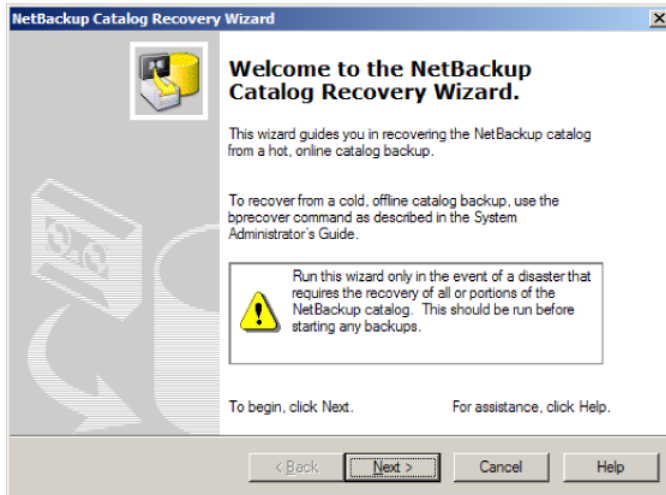 NetBackup Catalog Recovery Wizard
Welcome to the NetBackup
Catalog Recovery Wizard.
This wizard guides you in recovering the NetBackup catalog
from a hot, online catalog backup.
To recover from a cold, offline catalog backup, use the
bprecover command as described in the System
Administrator's Guide.
Run this wizard only in the event of a disaster that
requires the recovery of all or portions of the
NetBackup catalog. This should be run before
starting any backups.
To begin, click Next. For assistance, click Help.
< Back Next > Cancel Help